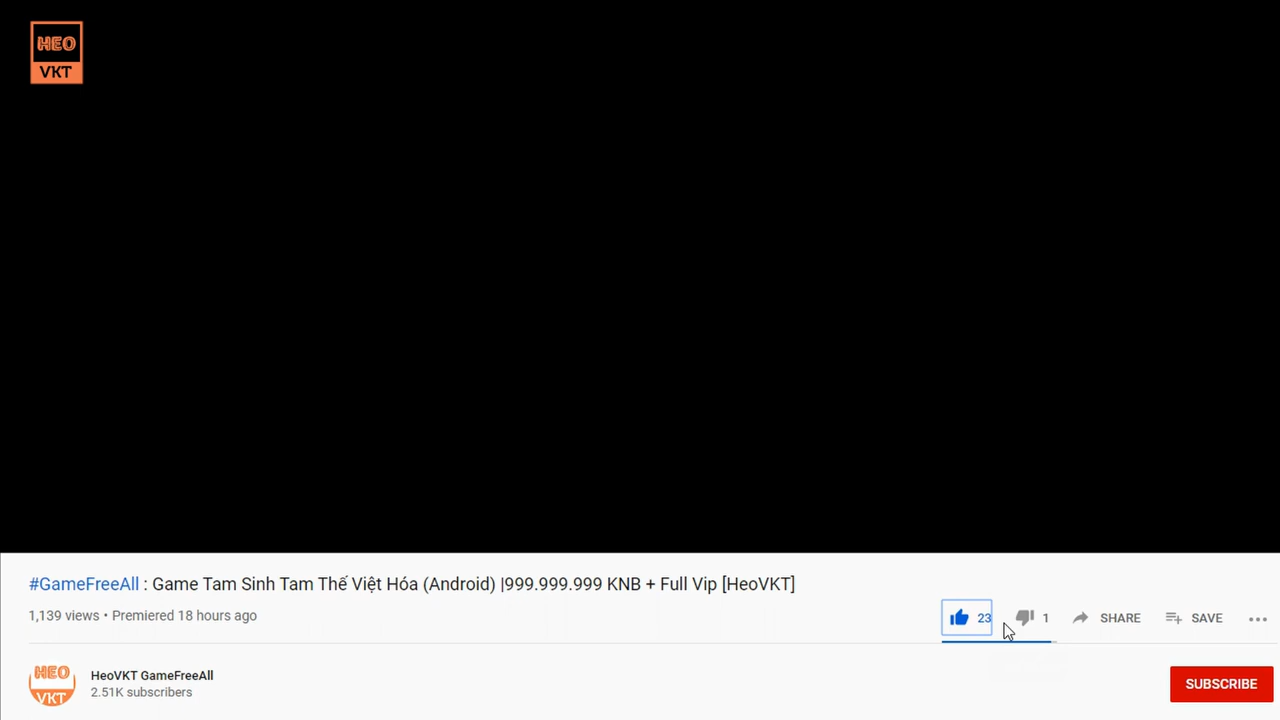 HEO
VKT
#GameFreeAll : Game Tam Sinh Tam Thế Việt Hóa (Android) |999.999.999 KNB + Full Vip [HeoVKT]
1,139 views • Premiered 18 hours ago
23 1 SHARE SAVE
HEO
VKT
HeoVKT GameFreeAll
2.51K subscribers
SUBSCRIBE